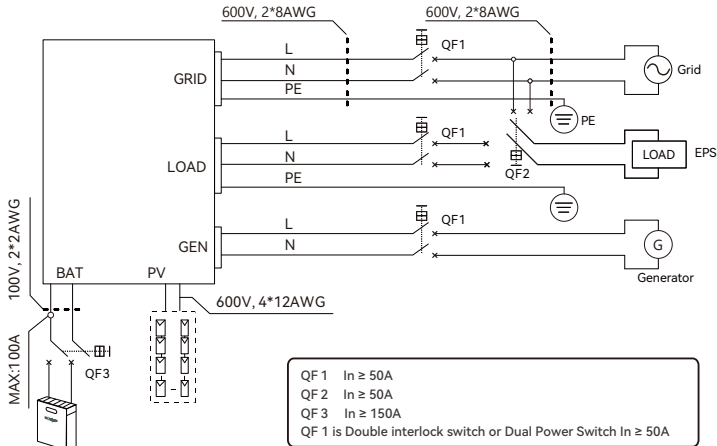 600V, 2*8AWG
600V, 2*8AWG
GRID
L
N
PE
QF1
Grid
PE
LOAD
L
N
PE
QF1
QF2
LOAD
EPS
GEN
L
N
QF1
G
Generator
BAT
PV
100V, 2*2AWG
600V, 4*12AWG
MAX:100A
QF3
QF 1 In ≥ 50A
QF 2 In ≥ 50A
QF 3 In ≥ 150A
QF 1 is Double interlock switch or Dual Power Switch In ≥ 50A